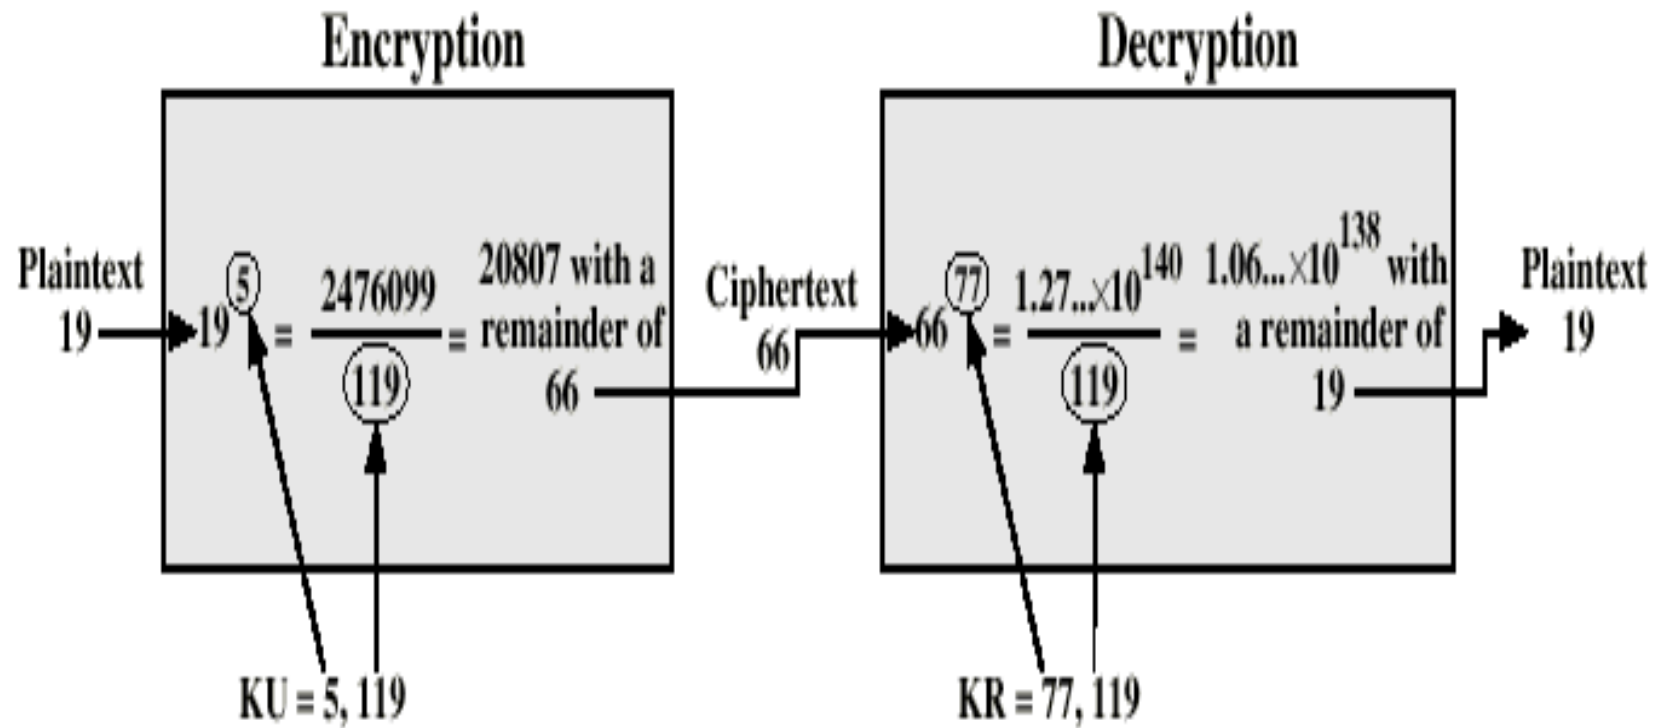 Encryption
Decryption
Plaintext
19
19^5 ≡ 2476099 / 119 = 20807 with a
remainder of
66
Ciphertext
66
66^77 ≡ 1.27...×10^140 / 119 = 1.06...×10^138 with
a remainder of
19
Plaintext
19
KU = 5, 119
KR = 77, 119